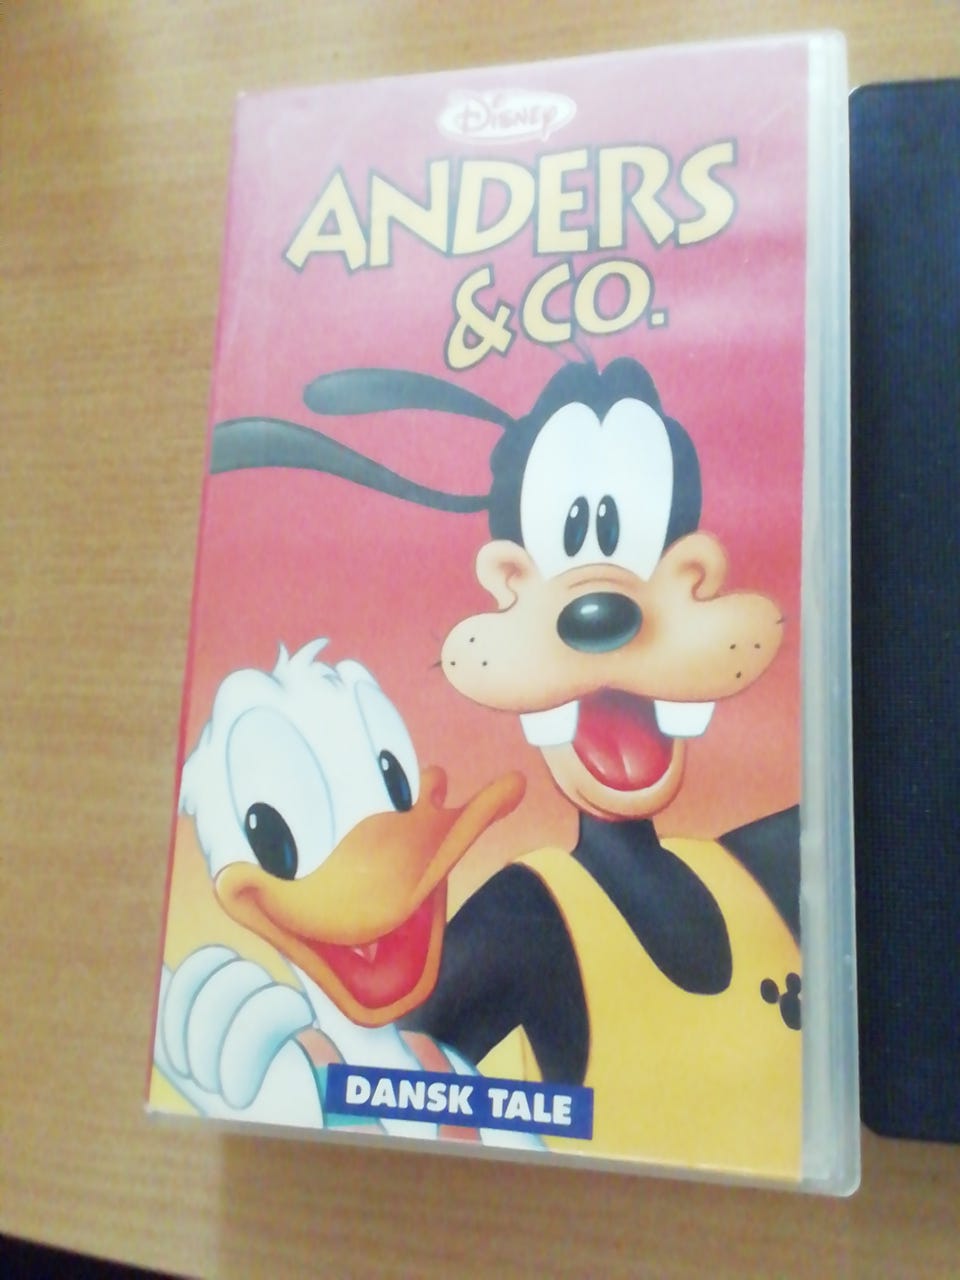 Disney
ANDERS
& CO.
DANSK TALE